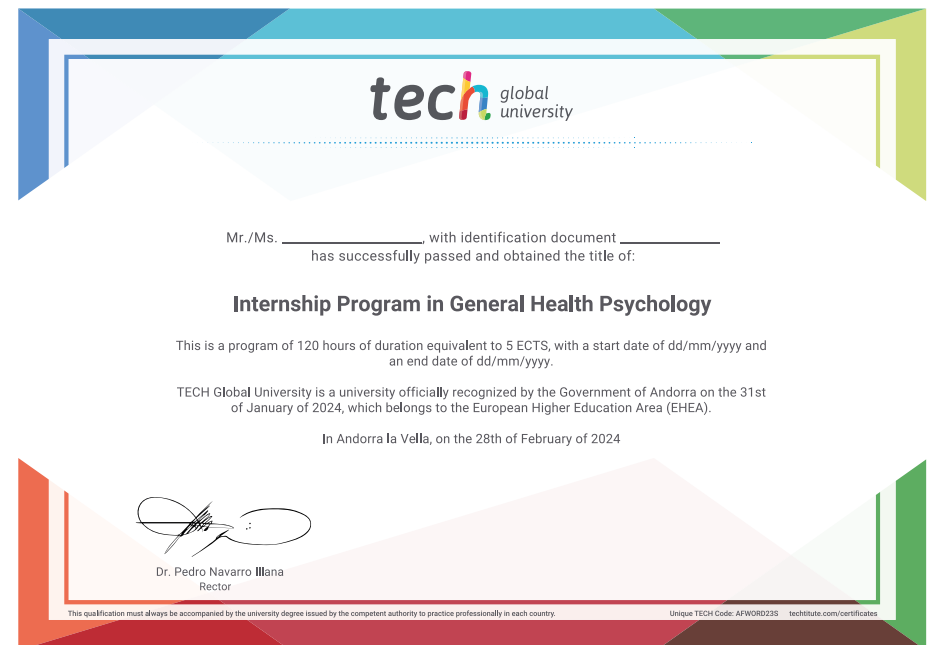 tech global
university
Mr./Ms. ____________________, with identification document ______________
has successfully passed and obtained the title of:
Internship Program in General Health Psychology
This is a program of 120 hours of duration equivalent to 5 ECTS, with a start date of dd/mm/yyyy and
an end date of dd/mm/yyyy.
TECH Global University is a university officially recognized by the Government of Andorra on the 31st
of January of 2024, which belongs to the European Higher Education Area (EHEA).
In Andorra la Vella, on the 28th of February of 2024
Dr. Pedro Navarro Illana
Rector
This qualification must always be accompanied by the university degree issued by the competent authority to practice professionally in each country. Unique TECH Code: AFWORD23S techtitute.com/certificates